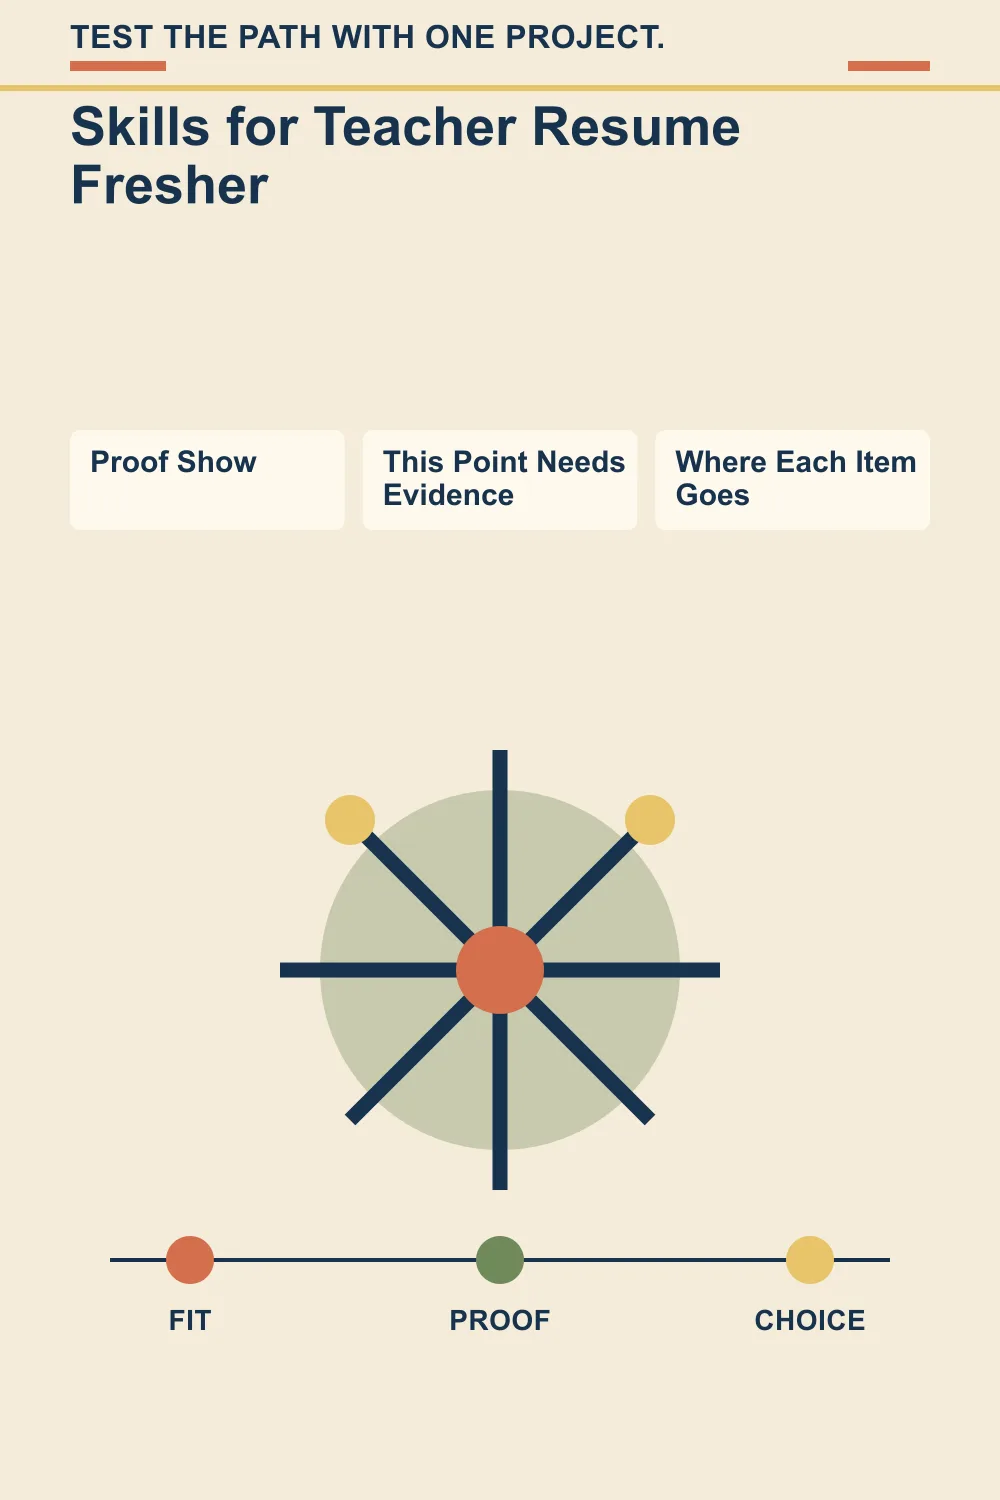 TEST THE PATH WITH ONE PROJECT.
Skills for Teacher Resume
Fresher
Proof Show
This Point Needs
Evidence
Where Each Item
Goes
FIT
PROOF
CHOICE